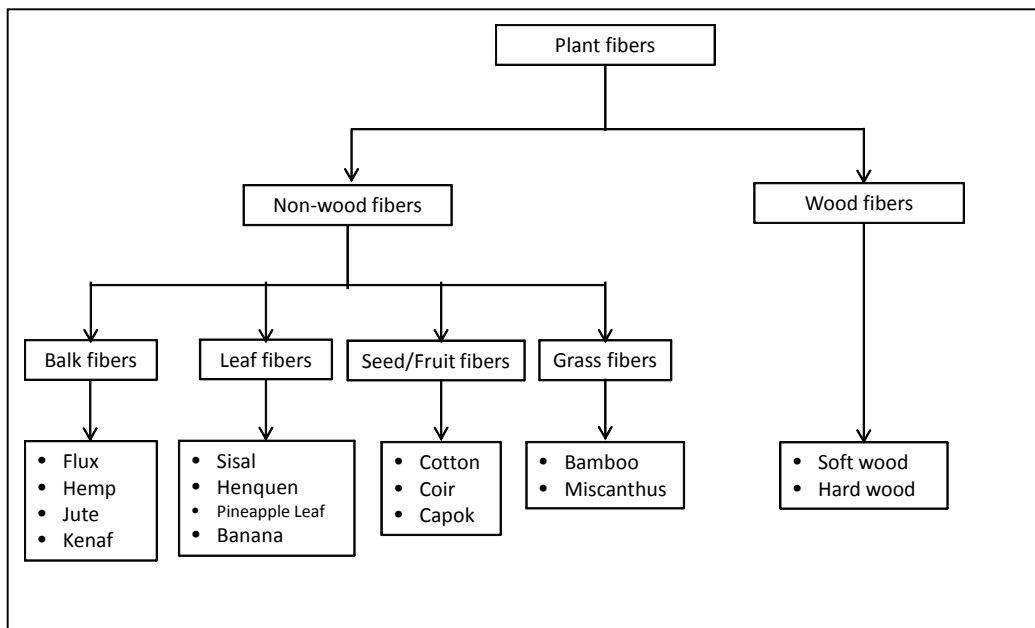 Plant fibers
Non-wood fibers
Wood fibers
Balk fibers
Leaf fibers
Seed/Fruit fibers
Grass fibers
• Flux
• Hemp
• Jute
• Kenaf
• Sisal
• Henquen
• Pineapple Leaf
• Banana
• Cotton
• Coir
• Capok
• Bamboo
• Miscanthus
• Soft wood
• Hard wood